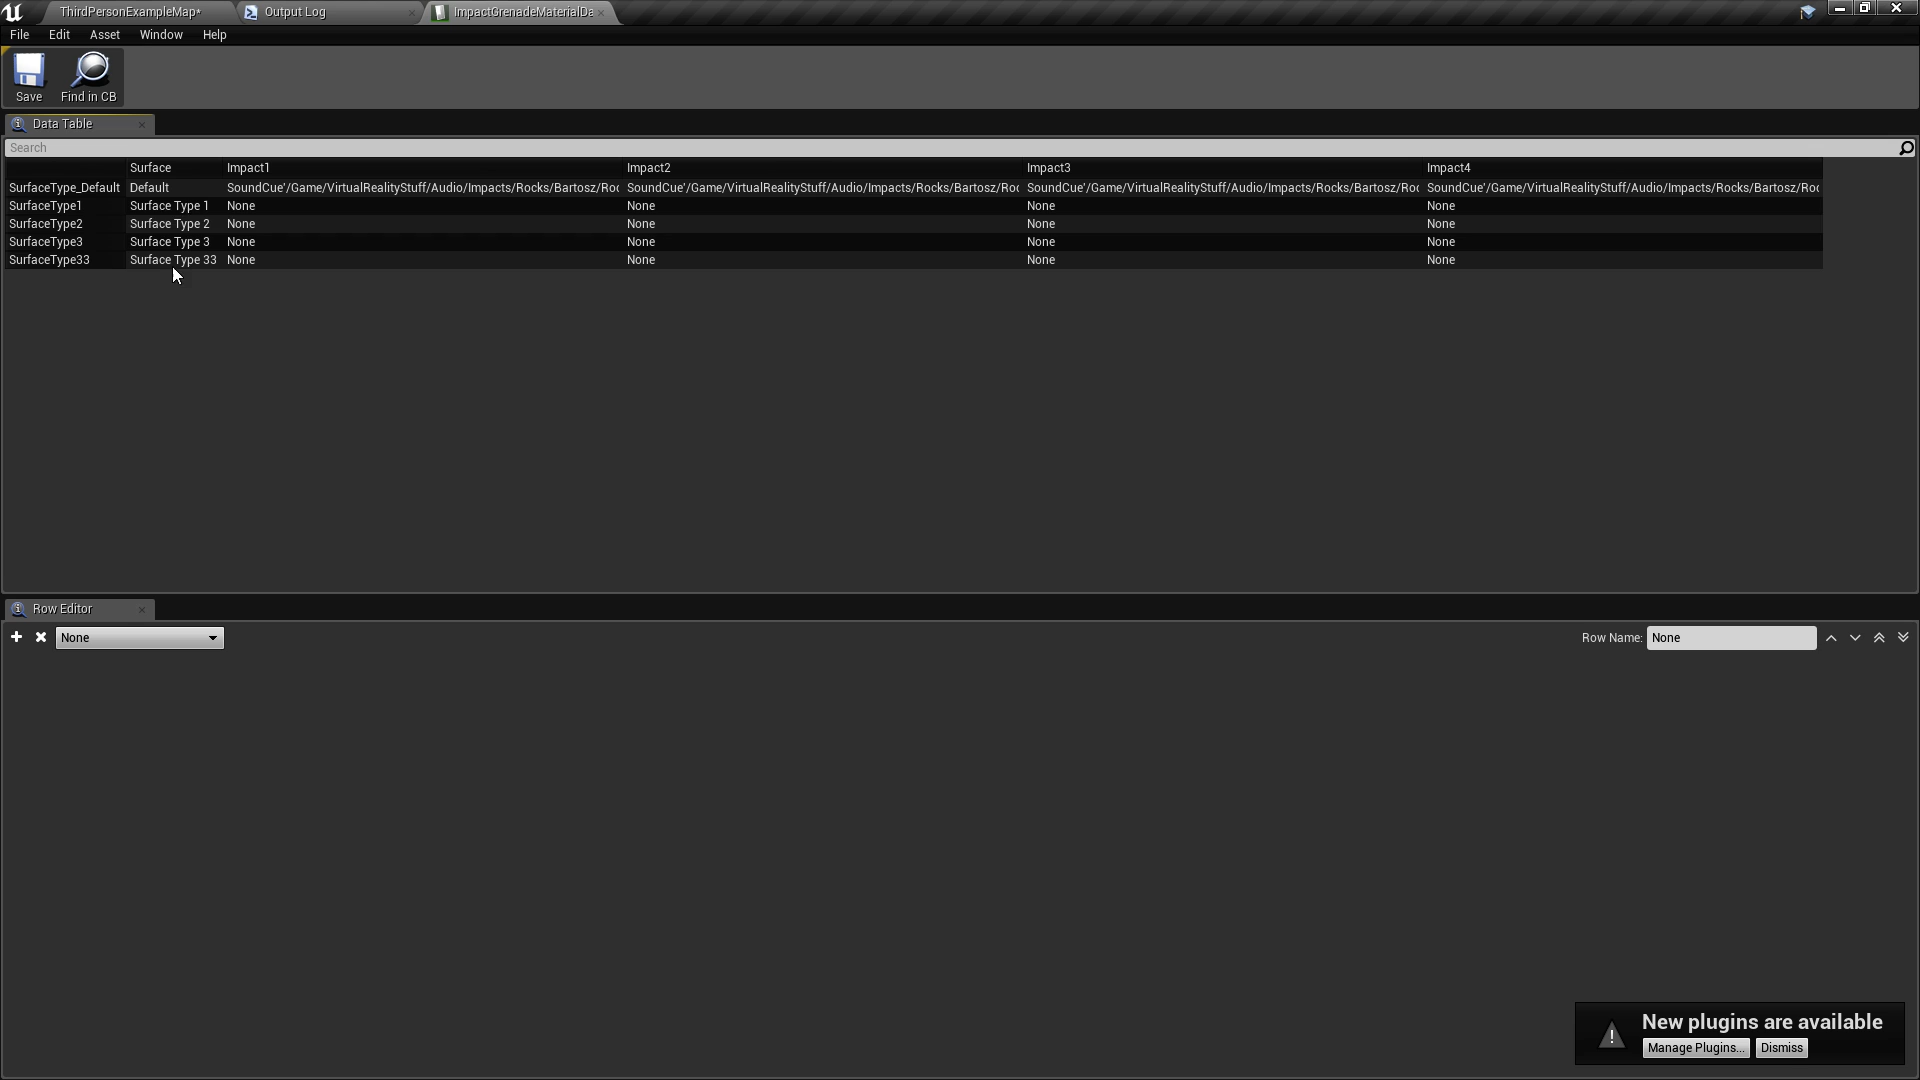 ThirdPersonExampleMap* Output Log ImpactGrenadeMaterialDa
File Edit Asset Window Help
Save Find in CB
Data Table
Search
Surface Impact1 Impact2 Impact3 Impact4
SurfaceType_Default Default SoundCue'/Game/VirtualRealityStuff/Audio/Impacts/Rocks/Bartosz/Roc SoundCue'/Game/VirtualRealityStuff/Audio/Impacts/Rocks/Bartosz/Roc SoundCue'/Game/VirtualRealityStuff/Audio/Impacts/Rocks/Bartosz/Roc SoundCue'/Game/VirtualRealityStuff/Audio/Impacts/Rocks/Bartosz/Roc
SurfaceType1 Surface Type 1 None None None None
SurfaceType2 Surface Type 2 None None None None
SurfaceType3 Surface Type 3 None None None None
SurfaceType33 Surface Type 33 None None None None
Row Editor
None Row Name: None
New plugins are available
Manage Plugins... Dismiss